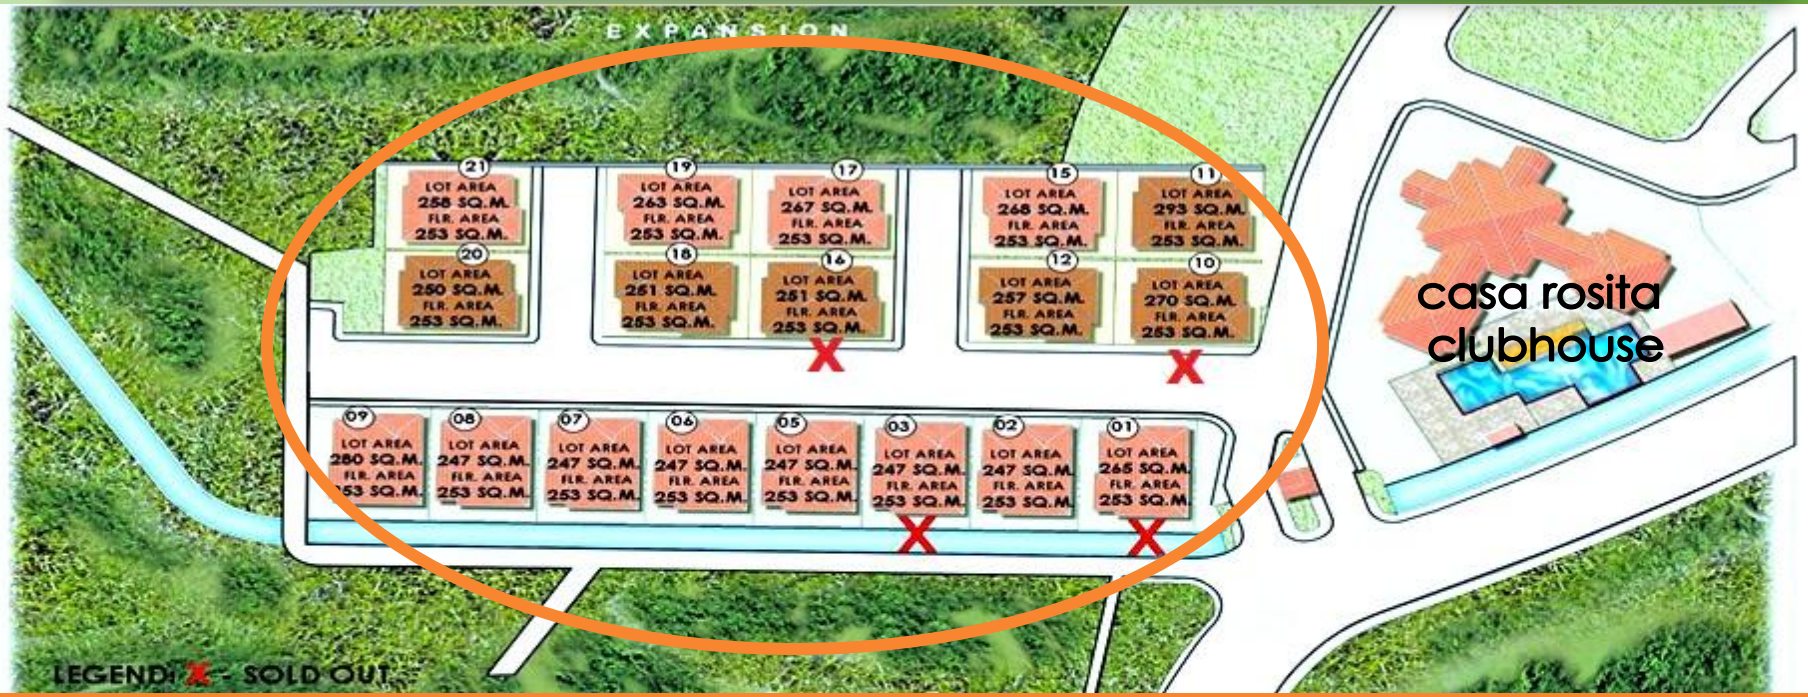 EXPANSION
21
LOT AREA
258 SQ.M.
FLR. AREA
253 SQ.M.
19
LOT AREA
263 SQ.M.
FLR. AREA
253 SQ.M.
17
LOT AREA
267 SQ.M.
FLR. AREA
253 SQ.M.
15
LOT AREA
268 SQ.M.
FLR. AREA
253 SQ.M.
11
LOT AREA
293 SQ.M.
FLR. AREA
253 SQ.M.
20
LOT AREA
250 SQ.M.
FLR. AREA
253 SQ.M.
18
LOT AREA
251 SQ.M.
FLR. AREA
253 SQ.M.
16
LOT AREA
251 SQ.M.
FLR. AREA
253 SQ.M.
X
12
LOT AREA
257 SQ.M.
FLR. AREA
253 SQ.M.
10
LOT AREA
270 SQ.M.
FLR. AREA
253 SQ.M.
X
casa rosita
clubhouse
09
LOT AREA
280 SQ.M.
FLR. AREA
253 SQ.M.
08
LOT AREA
247 SQ.M.
FLR. AREA
253 SQ.M.
07
LOT AREA
247 SQ.M.
FLR. AREA
253 SQ.M.
06
LOT AREA
247 SQ.M.
FLR. AREA
253 SQ.M.
05
LOT AREA
247 SQ.M.
FLR. AREA
253 SQ.M.
03
LOT AREA
247 SQ.M.
FLR. AREA
253 SQ.M.
X
02
LOT AREA
247 SQ.M.
FLR. AREA
253 SQ.M.
01
LOT AREA
265 SQ.M.
FLR. AREA
253 SQ.M.
X
LEGEND: X - SOLD OUT